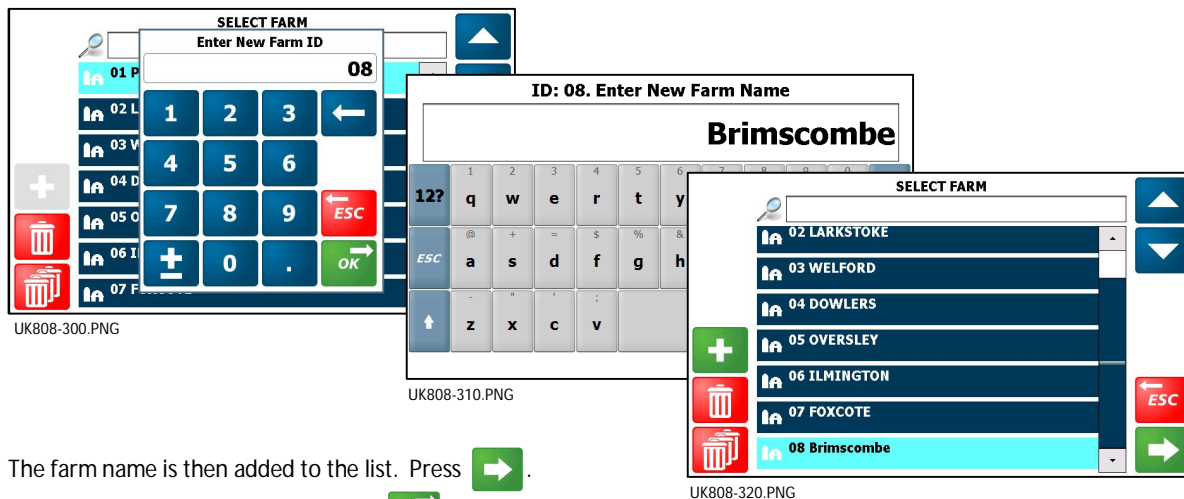 SELECT FARM
Enter New Farm ID
08
01 P
02 L
03 W
04 D
05 O
06 I
07 F
1 2 3
4 5 6
7 8 9 ESC
± 0 . OK
UK808-300.PNG
ID: 08. Enter New Farm Name
Brimscombe
1 2 3 4 5 6
12? q w e r t y
@ + = $ % &
ESC a s d f g h
- " ' ;
z x c v
UK808-310.PNG
SELECT FARM
02 LARKSTOKE
03 WELFORD
04 DOWLERS
05 OVERSLEY
06 ILMINGTON
07 FOXCOTE
08 Brimscombe
ESC
UK808-320.PNG
The farm name is then added to the list. Press .